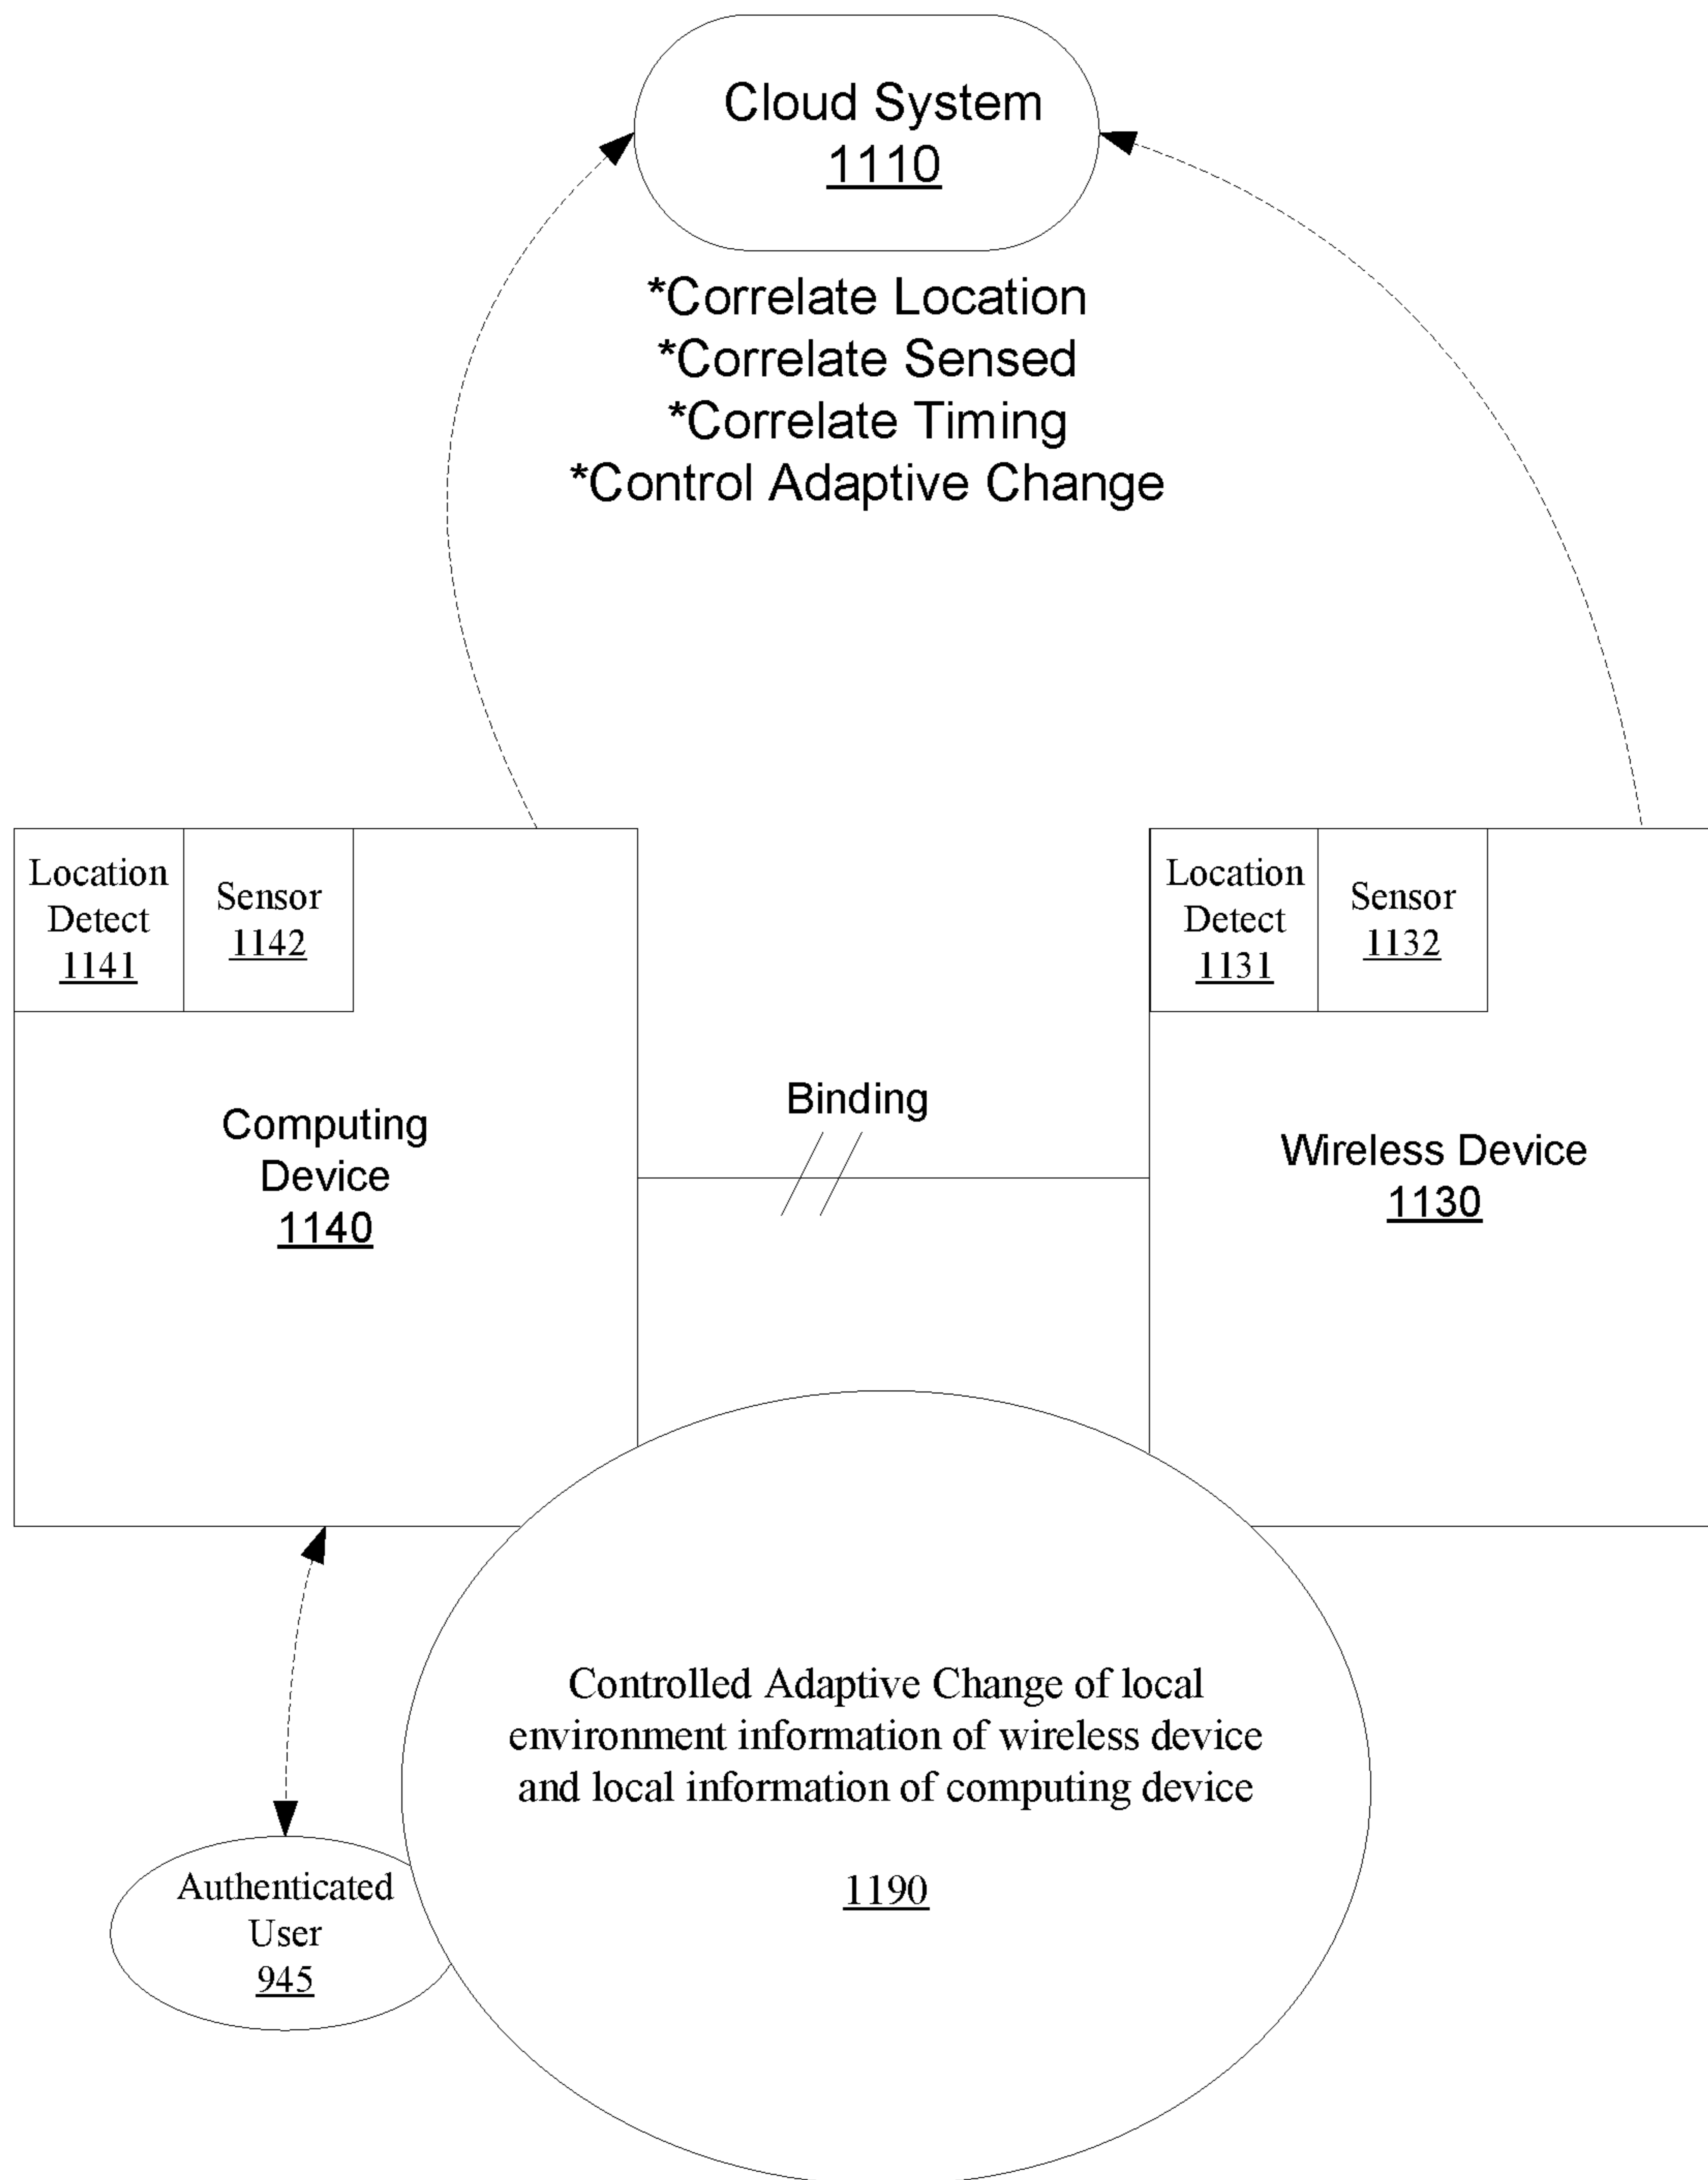 Cloud System
1110
*Correlate Location
*Correlate Sensed
*Correlate Timing
*Control Adaptive Change
Location
Detect
1141
Sensor
1142
Location
Detect
1131
Sensor
1132
Computing
Device
1140
Binding
Wireless Device
1130
Controlled Adaptive Change of local
environment information of wireless device
and local information of computing device
1190
Authenticated
User
945